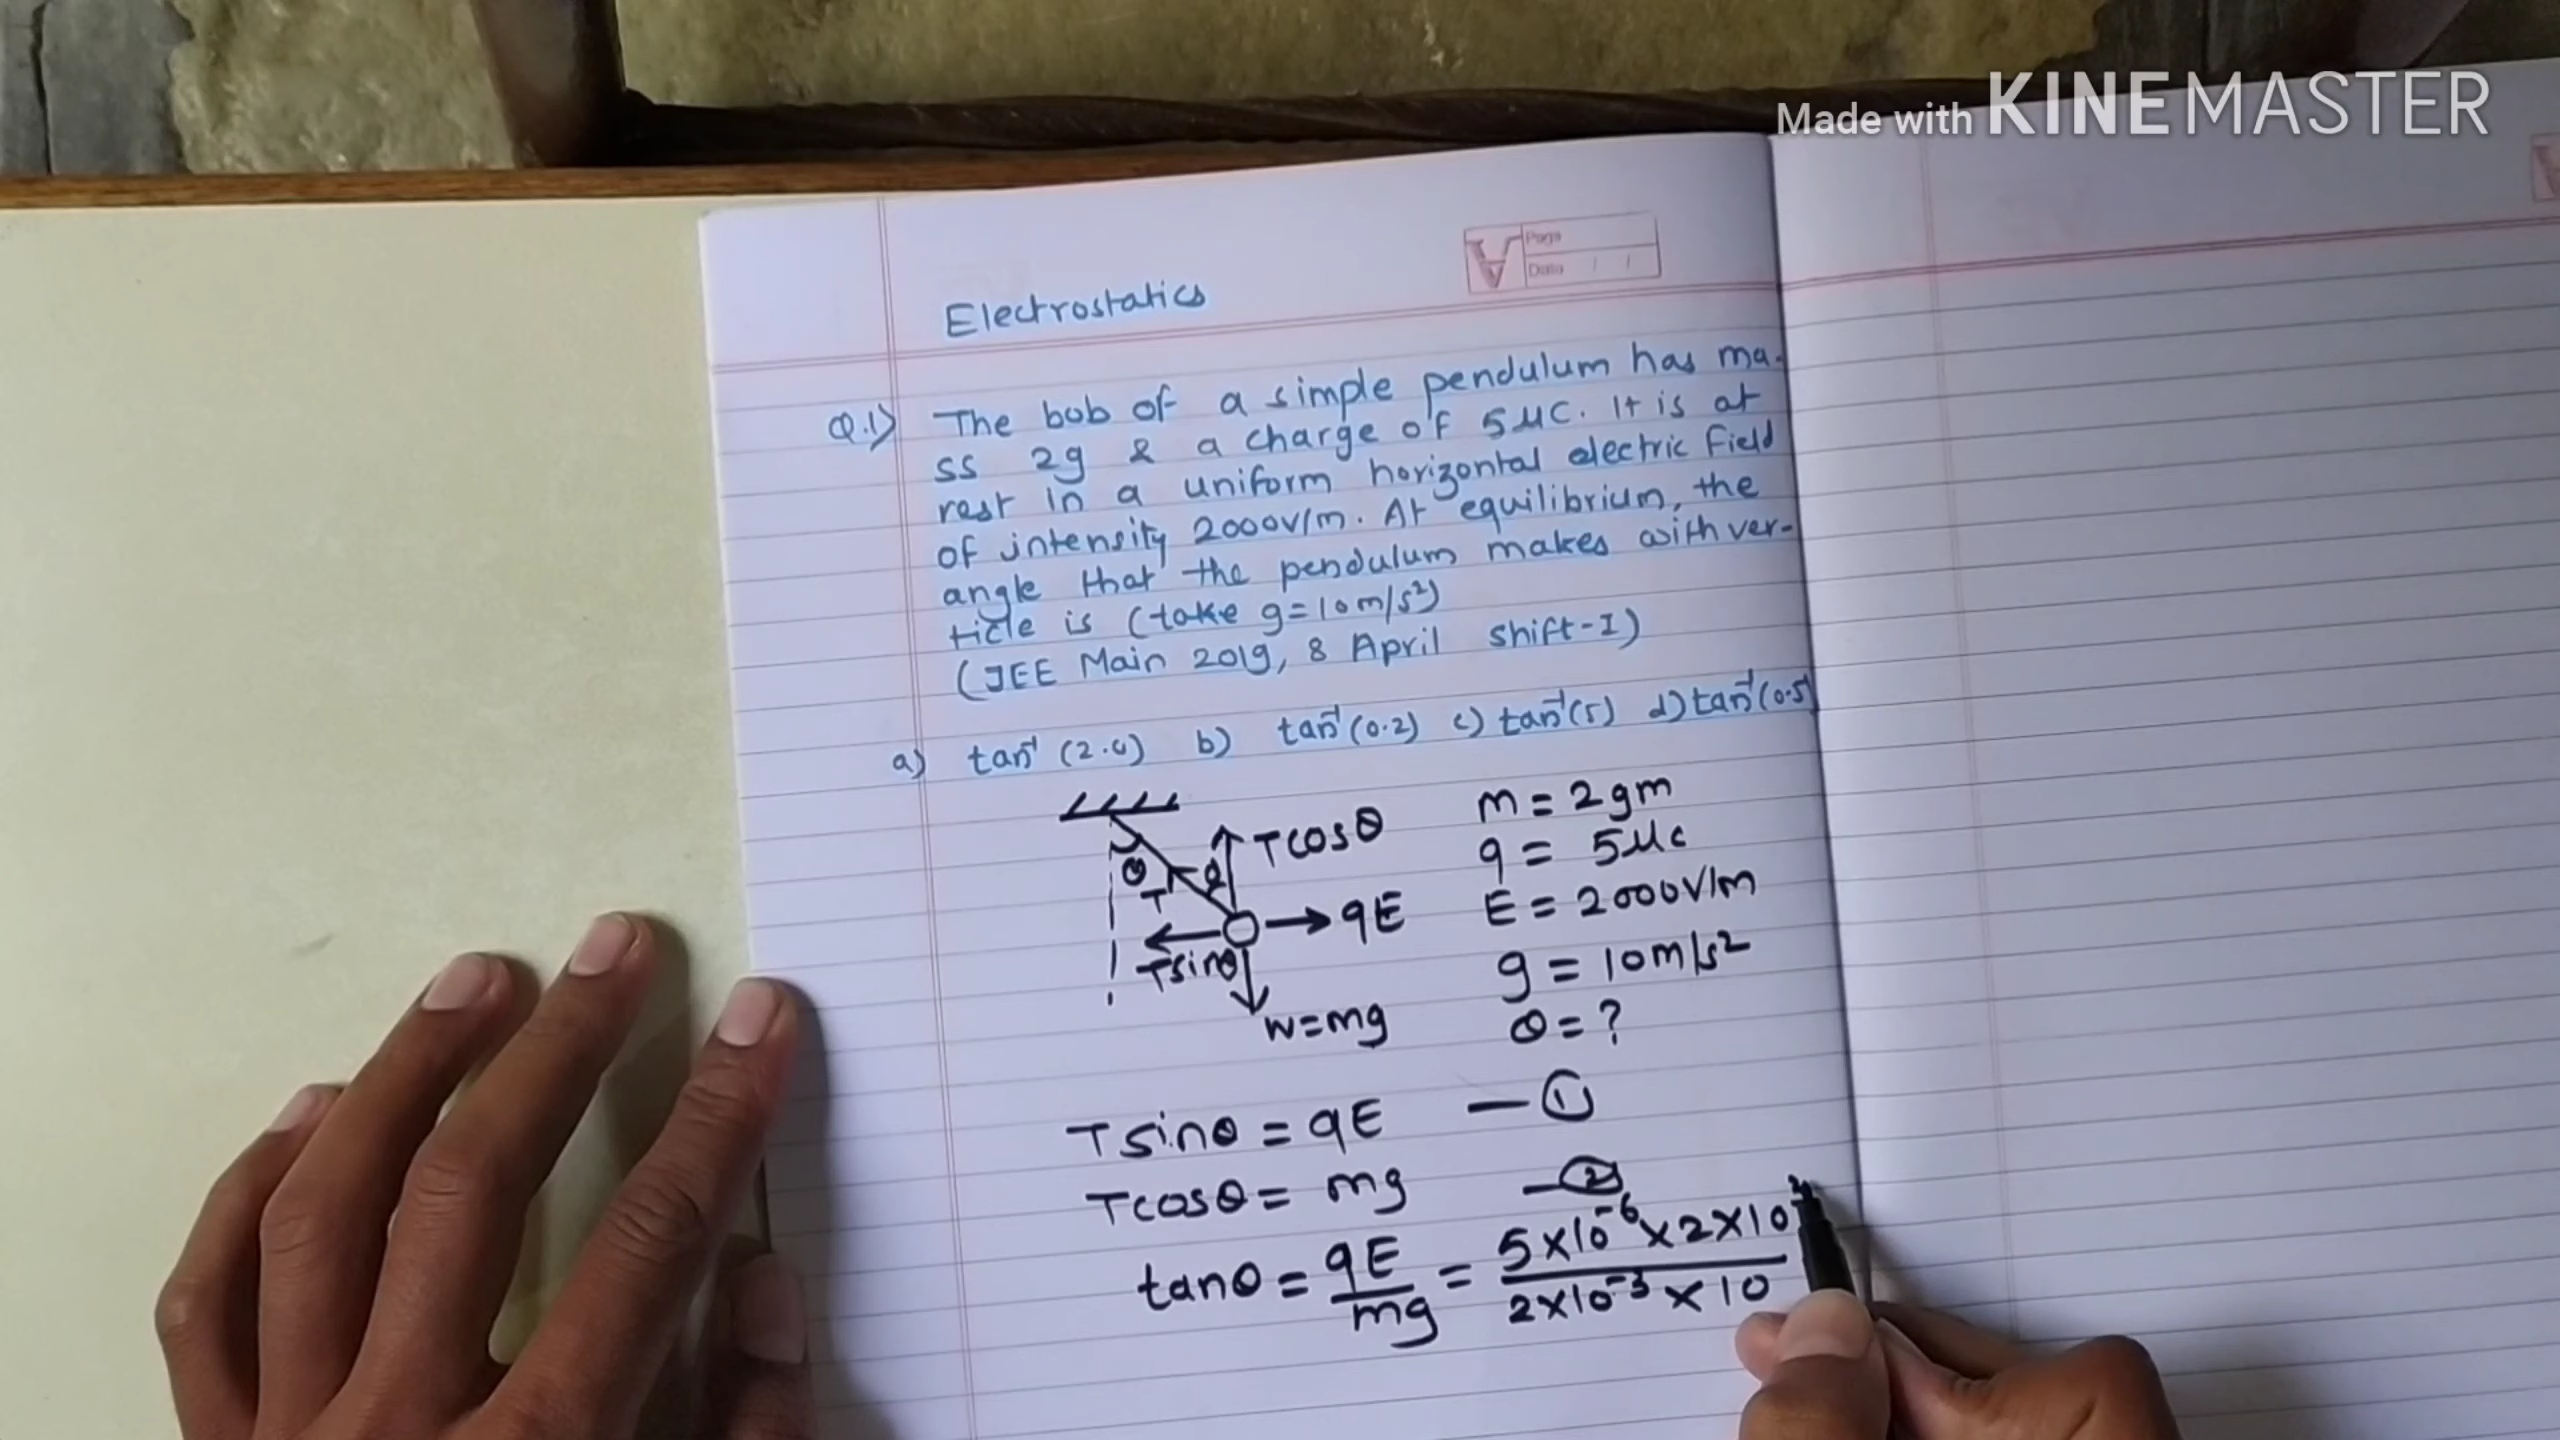 Made with KINEMASTER
Page
Date / /
Electrostatics
Q.1) The bob of a simple pendulum has ma-
ss 2g & a charge of 5μC. It is at
rest in a uniform horizontal electric field
of intensity 2000V/m. At equilibrium, the
angle that the pendulum makes with ver-
ticle is (take g=10m/s²)
(JEE Main 2019, 8 April shift-I)
a) tan⁻¹ (2.0) b) tan⁻¹(0.2) c) tan⁻¹(5) d) tan⁻¹(0.5)
Tcosθ m = 2gm
θ q = 5μc
T qE E = 2000V/m
Tsinθ g = 10m/s²
W=mg θ = ?
Tsinθ = qE —①
Tcosθ = mg —②
tanθ = qE/mg = 5×10⁻⁶×2×10³/2×10⁻³×10